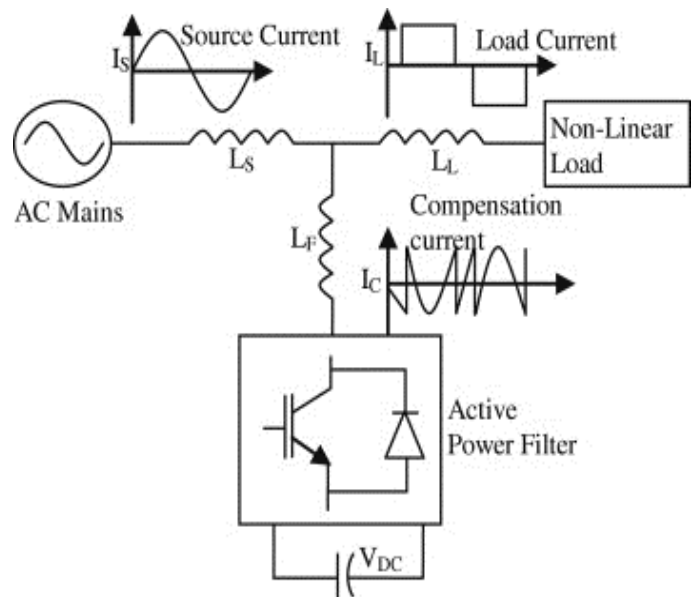 Source Current
I_S
Load Current
I_L
Non-Linear
Load
L_S
L_L
AC Mains
Compensation
current
L_F
I_C
Active
Power Filter
V_DC